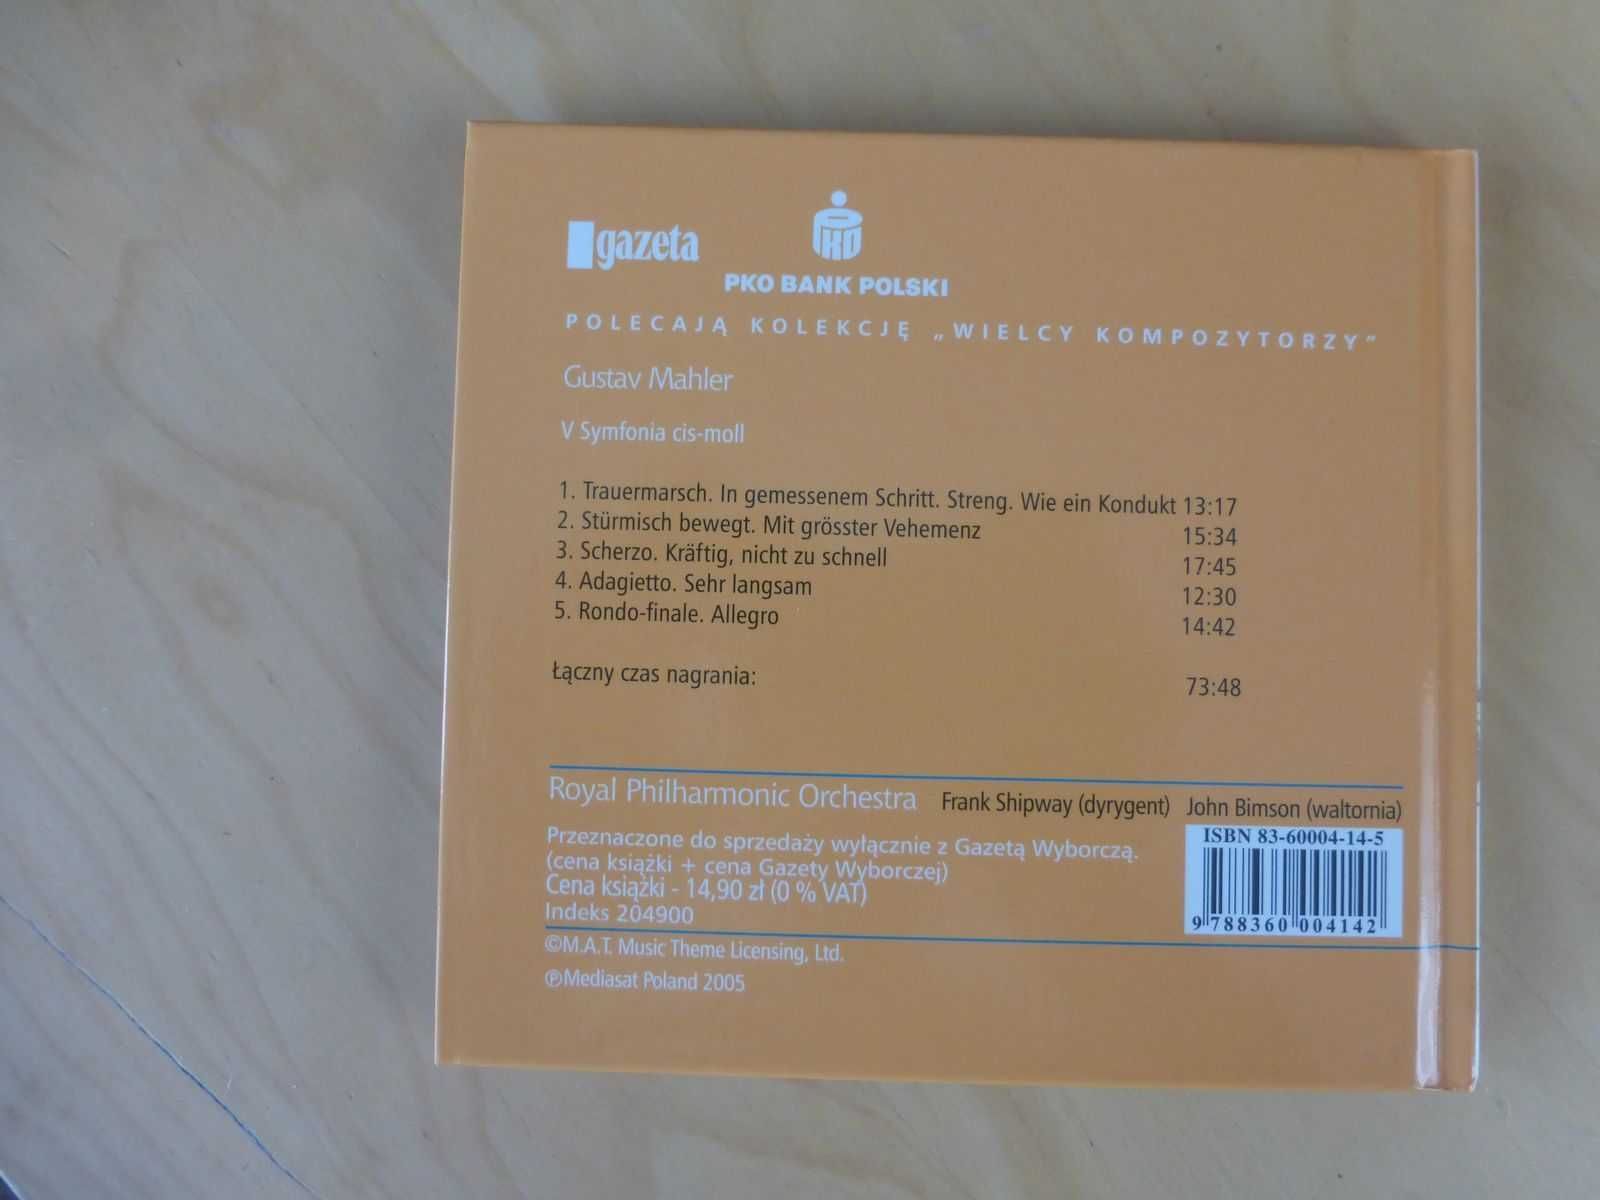 gazeta
PKO
PKO BANK POLSKI
POLECAJĄ KOLEKCJĘ „WIELCY KOMPOZYTORZY"
Gustav Mahler
V Symfonia cis-moll
1. Trauermarsch. In gemessenem Schritt. Streng. Wie ein Kondukt 13:17
2. Stürmisch bewegt. Mit grösster Vehemenz 15:34
3. Scherzo. Kräftig, nicht zu schnell 17:45
4. Adagietto. Sehr langsam 12:30
5. Rondo-finale. Allegro 14:42
Łączny czas nagrania: 73:48
Royal Philharmonic Orchestra Frank Shipway (dyrygent) John Bimson (waltornia)
Przeznaczone do sprzedaży wyłącznie z Gazetą Wyborczą.
(cena książki + cena Gazety Wyborczej)
Cena książki - 14,90 zł (0 % VAT)
Indeks 204900
ISBN 83-60004-14-5
9 788360 004142
©M.A.T. Music Theme Licensing, Ltd.
℗Mediasat Poland 2005